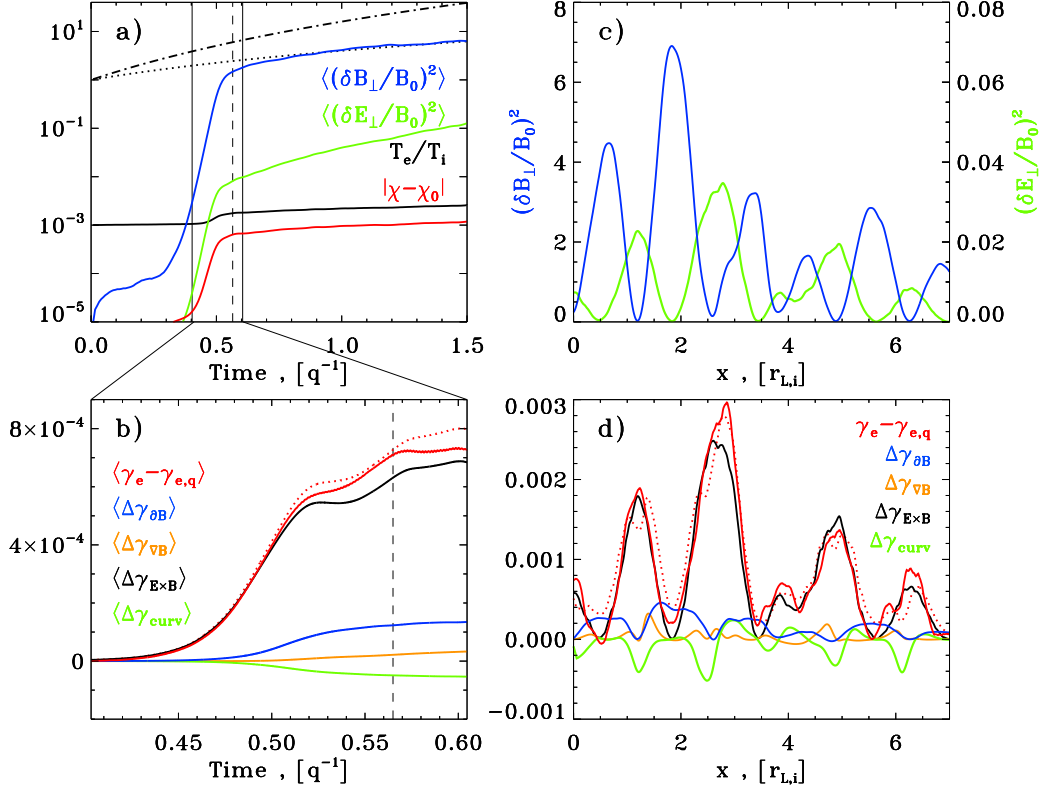 a)
10¹
10⁻¹
10⁻³
10⁻⁵
⟨(δB⊥/B₀)²⟩
⟨(δE⊥/B₀)²⟩
Tₑ/Tᵢ
|χ−χ₀|
0.0 0.5 1.0 1.5
Time , [q⁻¹]
c)
8
6
4
2
0
(δB⊥/B₀)²
0.08
0.06
0.04
0.02
0.00
(δE⊥/B₀)²
0 2 4 6
x , [r_L,i]
b)
8×10⁻⁴
4×10⁻⁴
0
⟨γₑ−γₑ,q⟩
⟨Δγ∂B⟩
⟨Δγ∇B⟩
⟨ΔγE×B⟩
⟨Δγcurv⟩
0.45 0.50 0.55 0.60
Time , [q⁻¹]
d)
0.003
0.002
0.001
0.000
−0.001
γₑ−γₑ,q
Δγ∂B
Δγ∇B
ΔγE×B
Δγcurv
0 2 4 6
x , [r_L,i]